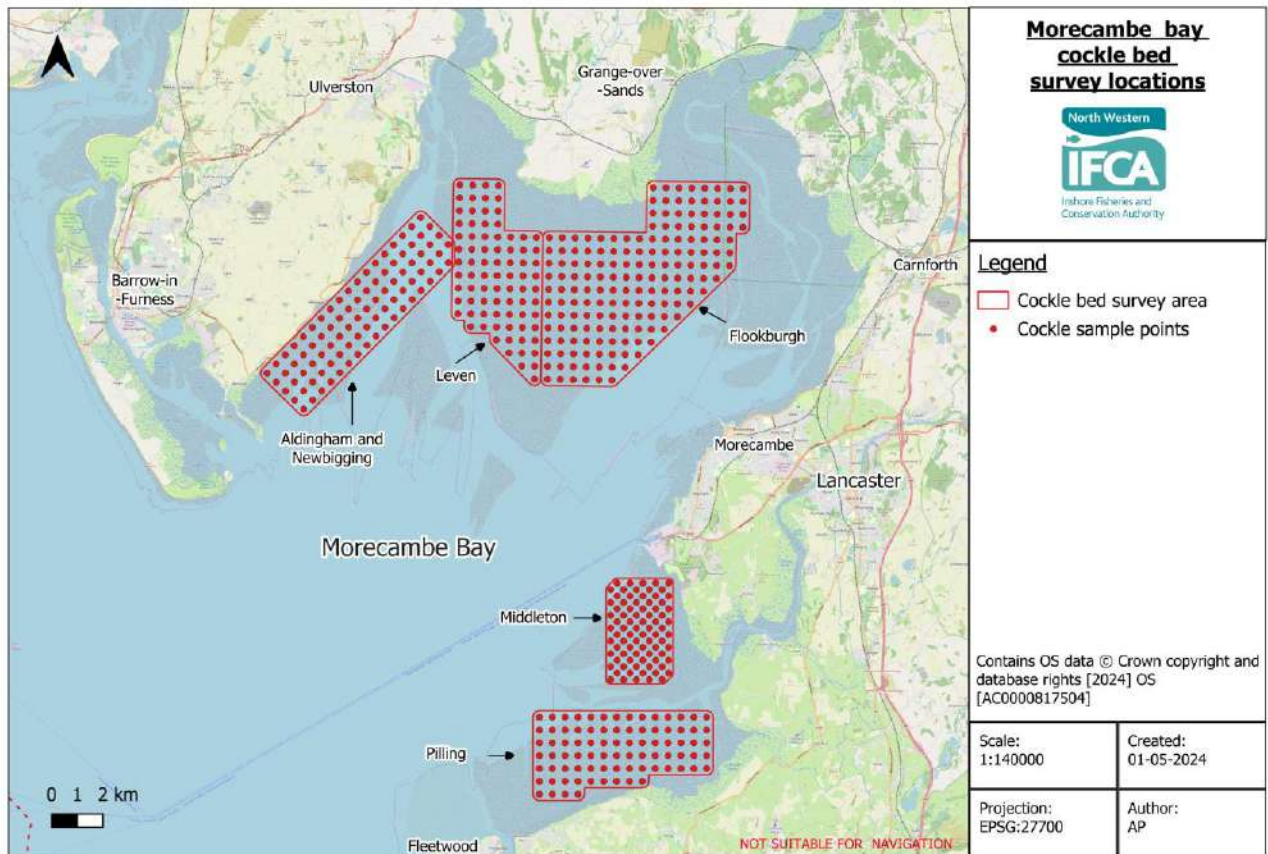 Morecambe bay
cockle bed
survey locations
North Western
IFCA
Inshore Fisheries and
Conservation Authority
Legend
Cockle bed survey area
Cockle sample points
Contains OS data © Crown copyright and
database rights [2024] OS
[AC0000817504]
Scale:
1:140000
Created:
01-05-2024
Projection:
EPSG:27700
Author:
AP
Grange-over
-Sands
Ulverston
Barrow-in
-Furness
Carnforth
Flookburgh
Leven
Aldingham and
Newbigging
Morecambe
Lancaster
Morecambe Bay
Middleton
Pilling
0 1 2 km
Fleetwood
NOT SUITABLE FOR NAVIGATION